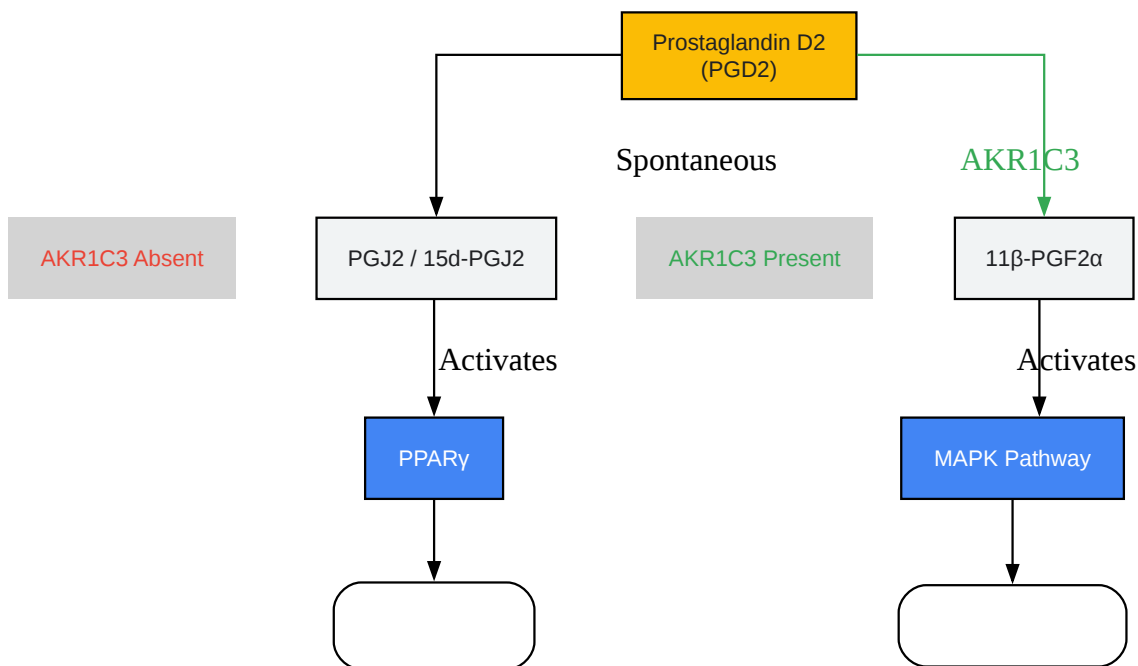 Prostaglandin D2
(PGD2)
Spontaneous
AKR1C3
AKR1C3 Absent
PGJ2 / 15d-PGJ2
AKR1C3 Present
11β-PGF2α
Activates
Activates
PPARγ
MAPK Pathway